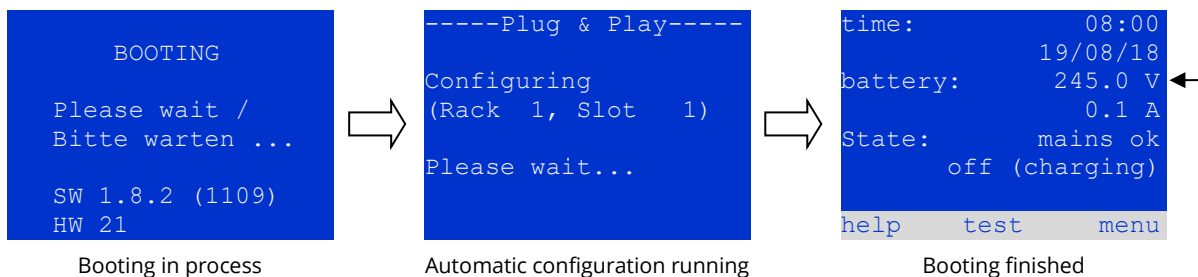 BOOTING
Please wait /
Bitte warten ...
SW 1.8.2 (1109)
HW 21
Booting in process
-----Plug & Play-----
Configuring
(Rack 1, Slot 1)
Please wait...
Automatic configuration running
time: 08:00
19/08/18
battery: 245.0 V
0.1 A
State: mains ok
off (charging)
help test menu
Booting finished